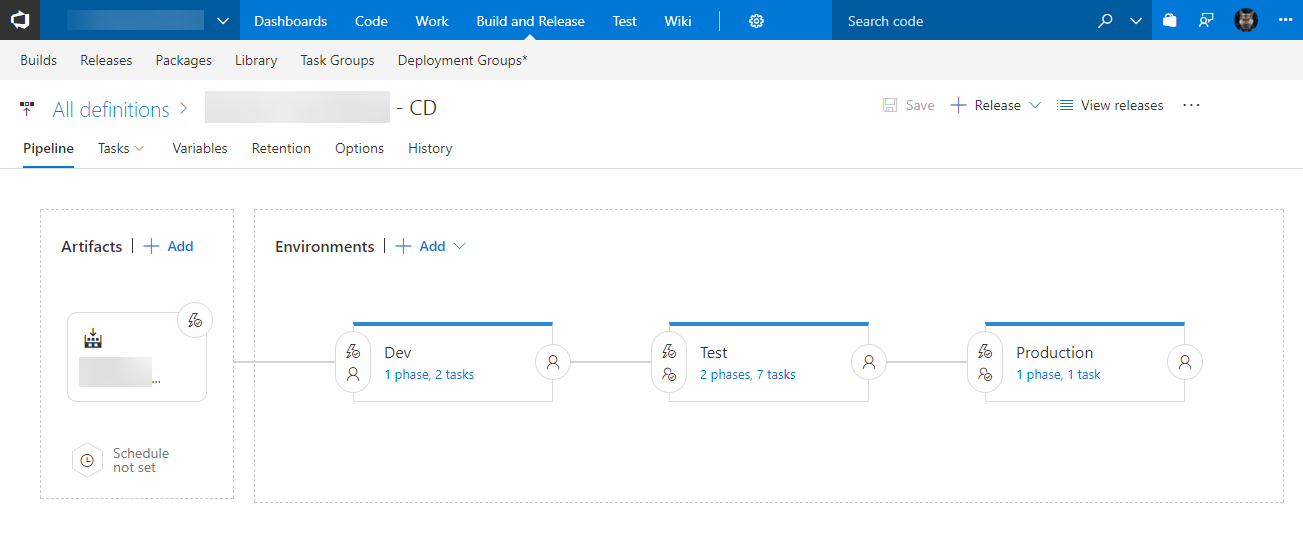 Dashboards Code Work Build and Release Test Wiki Search code
Builds Releases Packages Library Task Groups Deployment Groups*
All definitions - CD Save Release View releases
Pipeline Tasks Variables Retention Options History
Artifacts Add
Environments Add
...
Schedule
not set
Dev
1 phase, 2 tasks
Test
2 phases, 7 tasks
Production
1 phase, 1 task